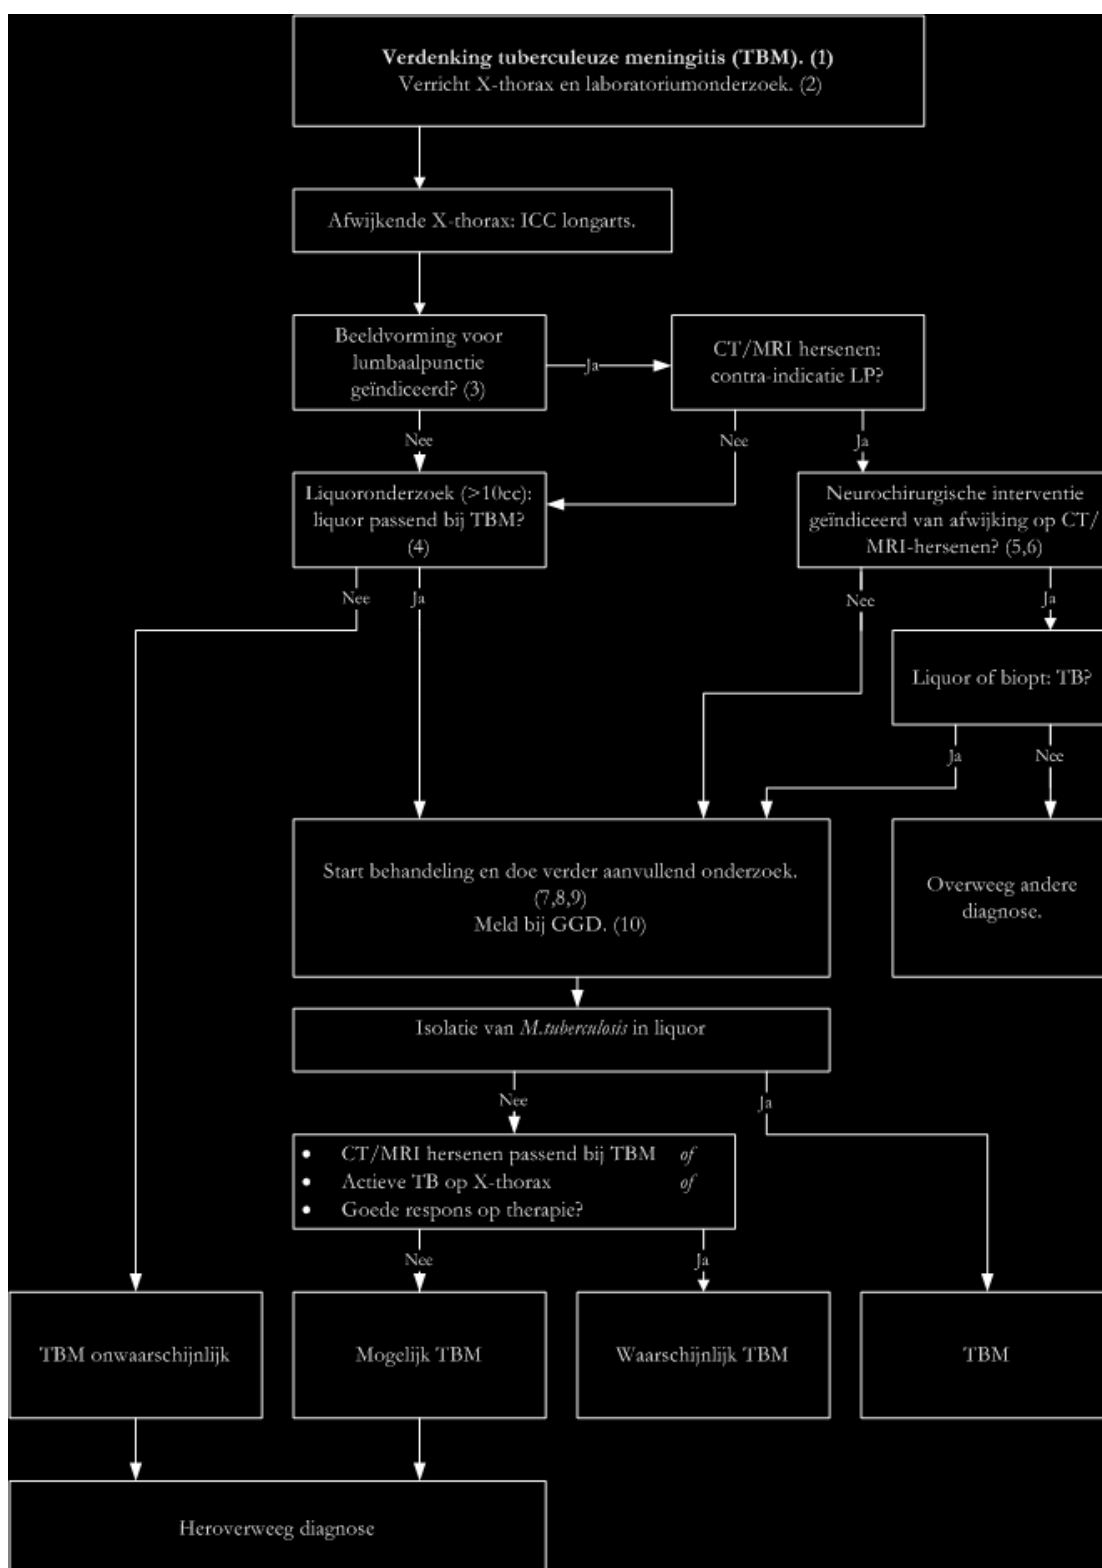 Verdenking tuberculeuze meningitis (TBM). (1)
Verricht X-thorax en laboratoriumonderzoek. (2)
Afwijkende X-thorax: ICC longarts.
Beeldvorming voor
lumbaalpunctie
geïndiceerd? (3)
Ja
CT/MRI hersenen:
contra-indicatie LP?
Nee
Nee
Ja
Liquoronderzoek (>10cc):
liquor passend bij TBM?
(4)
Neurochirurgische interventie
geïndiceerd van afwijking op CT/
MRI-hersenen? (5,6)
Nee
Ja
Nee
Ja
Liquor of biopt: TB?
Ja
Nee
Start behandeling en doe verder aanvullend onderzoek.
(7,8,9)
Meld bij GGD. (10)
Overweeg andere
diagnose.
Isolatie van M.tuberculosis in liquor
Nee
Ja
• CT/MRI hersenen passend bij TBM of
• Actieve TB op X-thorax of
• Goede respons op therapie?
Nee
Ja
TBM onwaarschijnlijk
Mogelijk TBM
Waarschijnlijk TBM
TBM
Heroverweeg diagnose